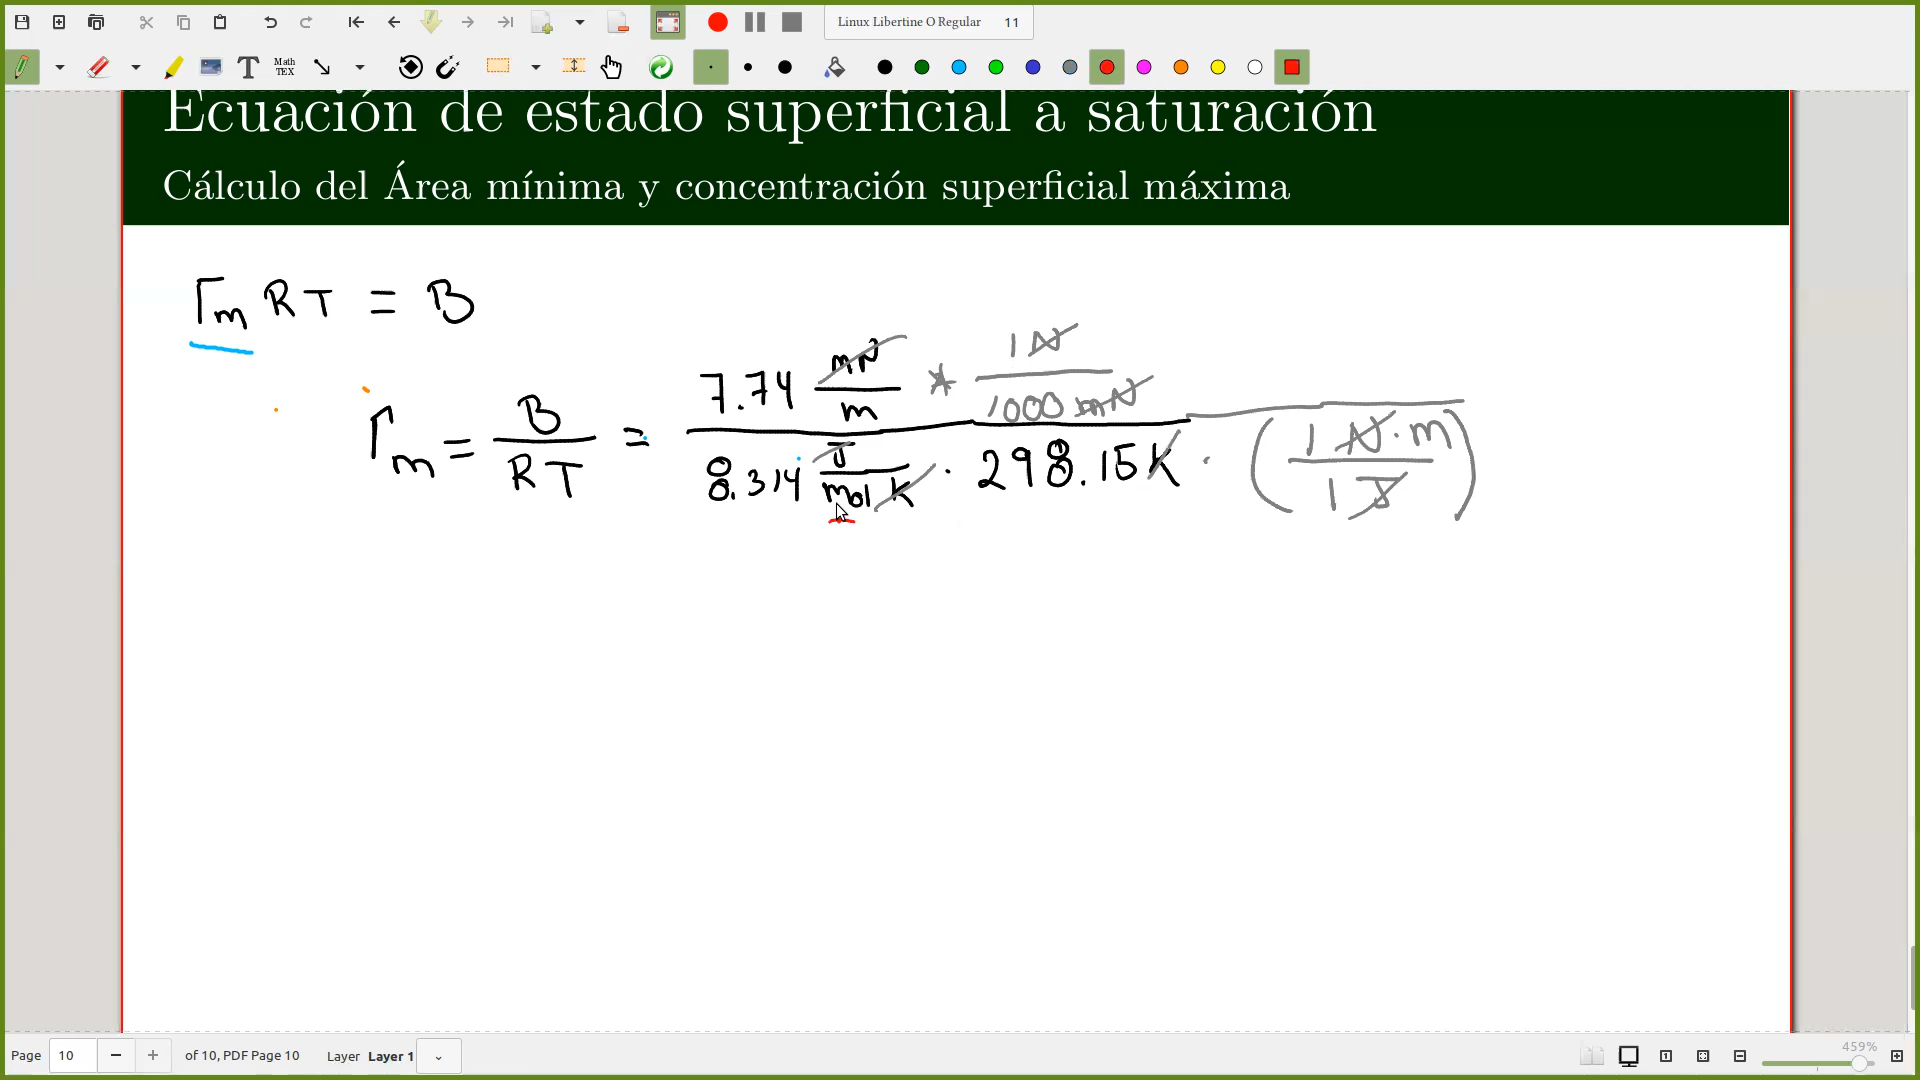 Linux Libertine O Regular 11
Math
TEX
Ecuación de estado superficial a saturación
Cálculo del Área mínima y concentración superficial máxima
Γm RT = B
Γm = B / RT = 7.74 mN/m * 1 N / 1000 mN / 8.314 J / mol K · 298.15 K · (1 N·m / 1 J)
Page 10 of 10, PDF Page 10 Layer Layer 1 459%